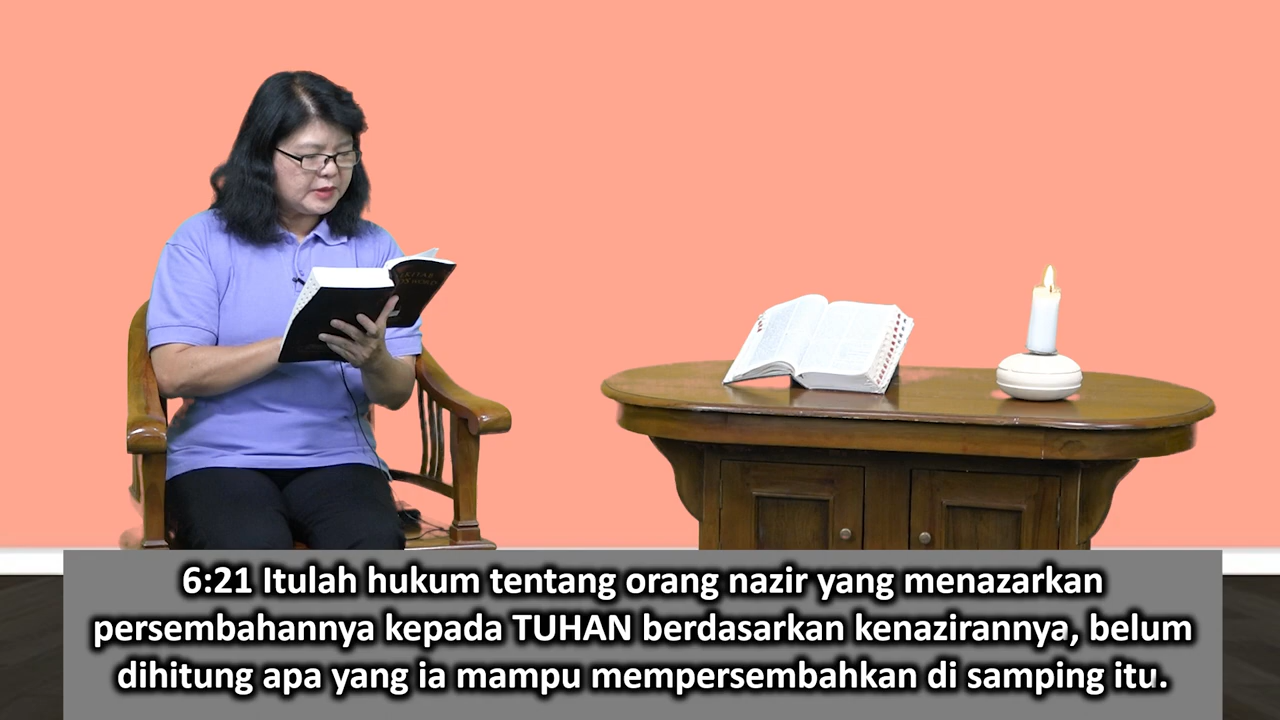 KITAB
6:21 Itulah hukum tentang orang nazir yang menazarkan
persembahannya kepada TUHAN berdasarkan kenazirannya, belum
dihitung apa yang ia mampu mempersembahkan di samping itu.